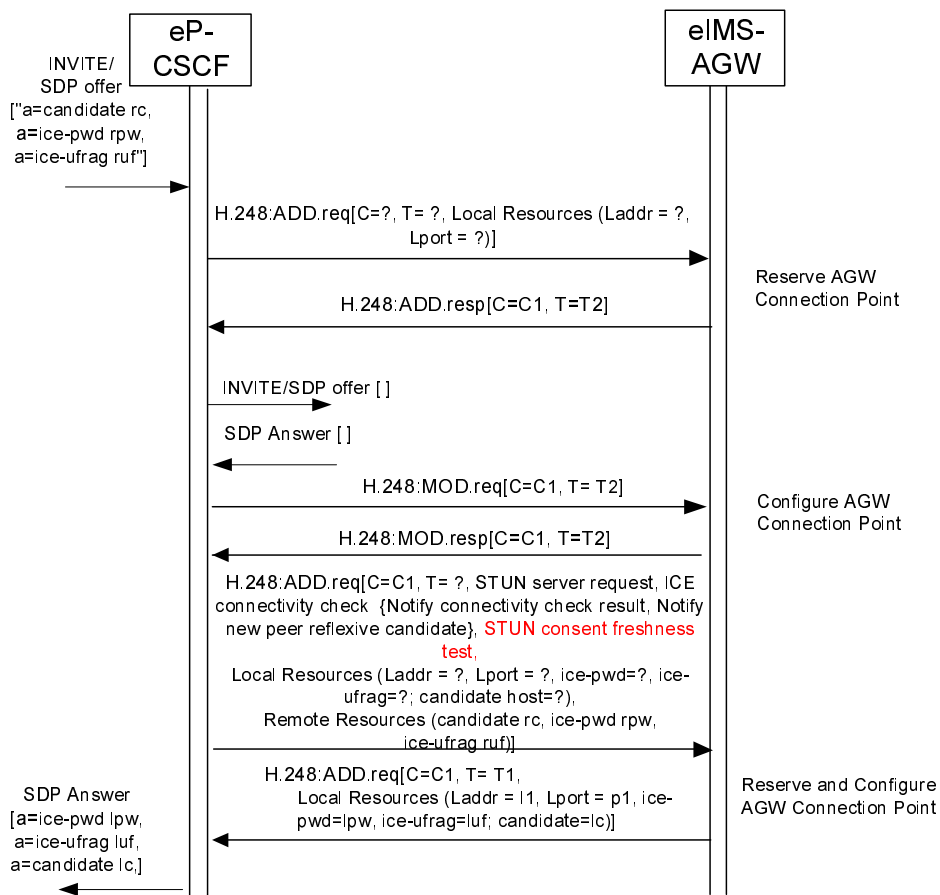 eP-
CSCF
eIMS-
AGW
INVITE/
SDP offer
["a=candidate rc,
a=ice-pwd rpw,
a=ice-ufrag ruf"]
H.248:ADD.req[C=?, T= ?, Local Resources (Laddr = ?,
Lport = ?)]
Reserve AGW
Connection Point
H.248:ADD.resp[C=C1, T=T2]
INVITE/SDP offer [ ]
SDP Answer [ ]
H.248:MOD.req[C=C1, T= T2]
Configure AGW
Connection Point
H.248:MOD.resp[C=C1, T=T2]
H.248:ADD.req[C=C1, T= ?, STUN server request, ICE
connectivity check {Notify connectivity check result, Notify
new peer reflexive candidate}, STUN consent freshness
test,
Local Resources (Laddr = ?, Lport = ?, ice-pwd=?, ice-
ufrag=?; candidate host=?),
Remote Resources (candidate rc, ice-pwd rpw,
ice-ufrag ruf)]
H.248:ADD.req[C=C1, T= T1,
Local Resources (Laddr = l1, Lport = p1, ice-
pwd=lpw, ice-ufrag=luf; candidate=lc)]
Reserve and Configure
AGW Connection Point
SDP Answer
[a=ice-pwd lpw,
a=ice-ufrag luf,
a=candidate lc,]